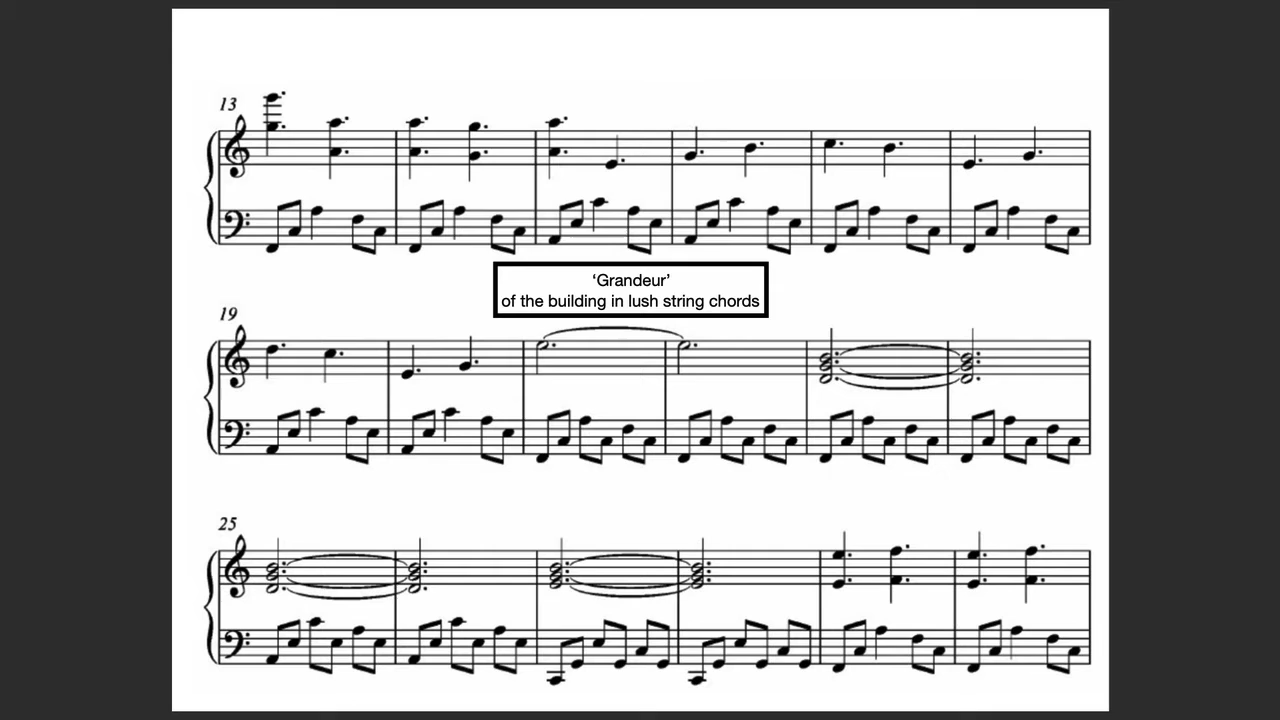 13
‘Grandeur’
of the building in lush string chords
19
25